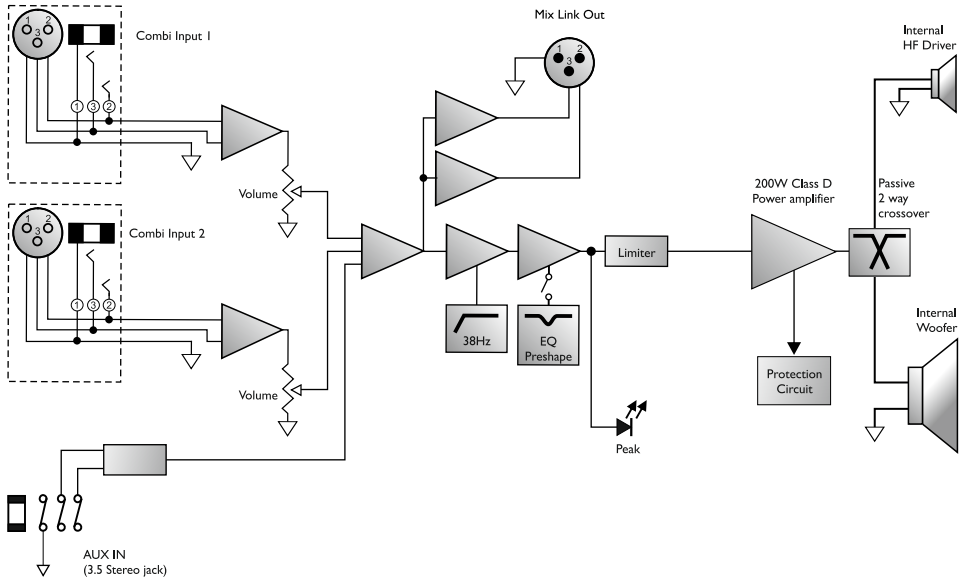 Mix Link Out
1 2
3
Combi Input 1
1 2
3
1 3 2
Internal
HF Driver
Volume
200W Class D
Power amplifier
Passive
2 way
crossover
Combi Input 2
1 2
3
1 3 2
Limiter
38Hz
EQ
Preshape
Internal
Woofer
Protection
Circuit
Volume
Peak
AUX IN
(3.5 Stereo jack)